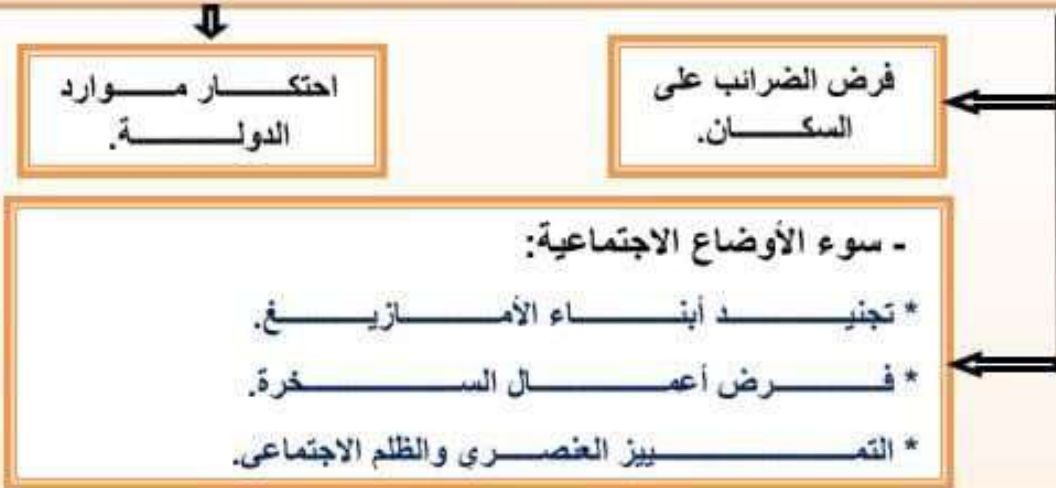 فرض الضرائب على
السكان.
احتكار موارد
الدولة.
- سوء الأوضاع الاجتماعية:
* تجنيد أبناء الأمازيغ.
* فرض أعمال السخرة.
* التمييز العنصري والظلم الاجتماعي.